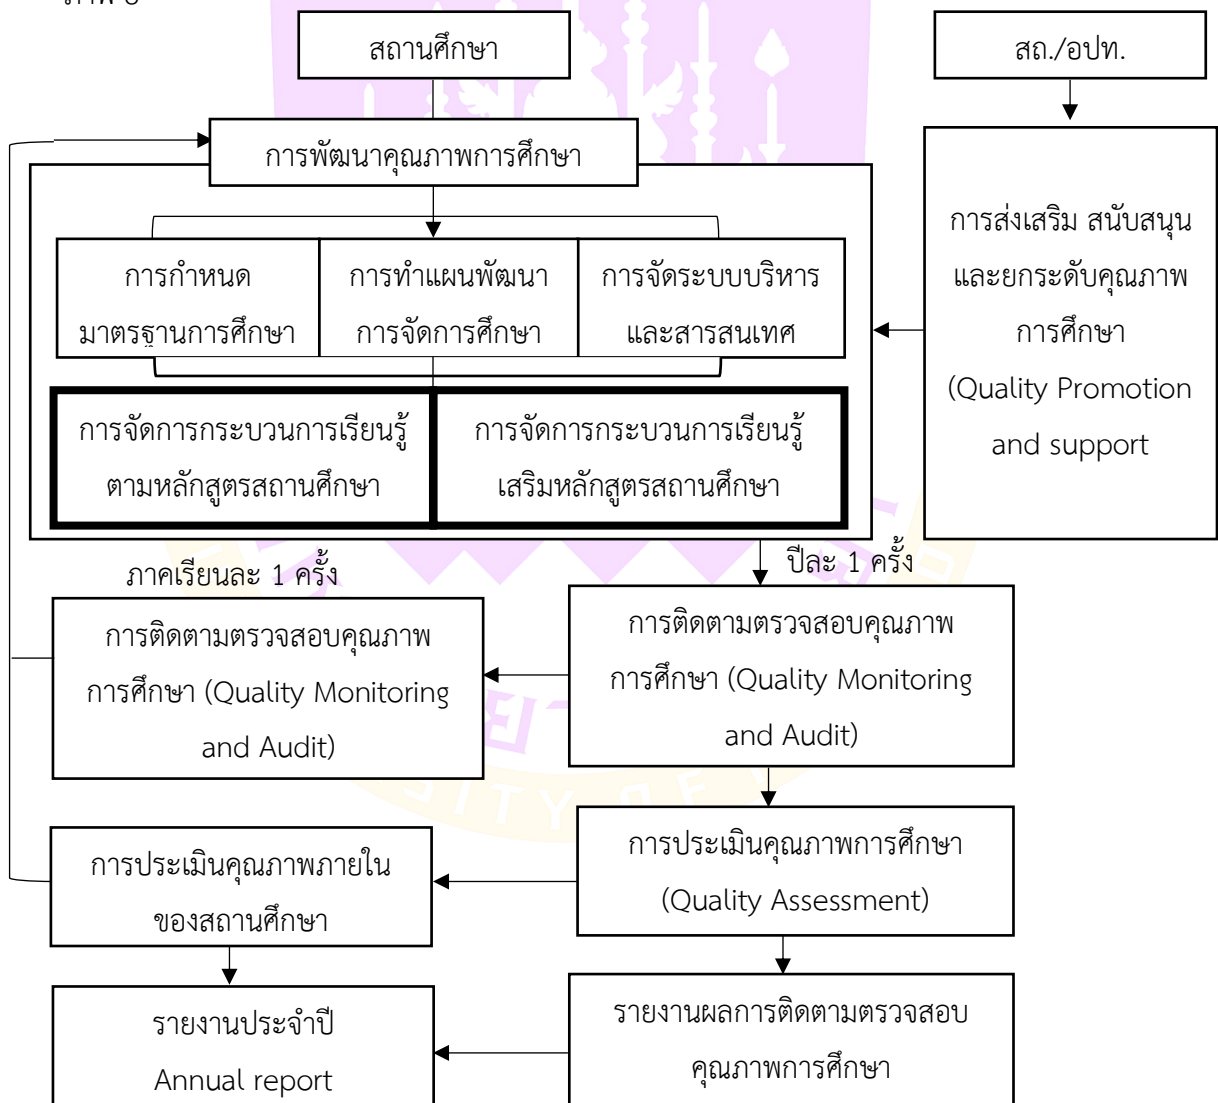 สถานศึกษา
สถ./อปท.
การพัฒนาคุณภาพการศึกษา
การกำหนด
มาตรฐานการศึกษา
การทำแผนพัฒนา
การจัดการศึกษา
การจัดระบบบริหาร
และสารสนเทศ
การส่งเสริม สนับสนุน
และยกระดับคุณภาพ
การศึกษา
(Quality Promotion
and support
การจัดการกระบวนการเรียนรู้
ตามหลักสูตรสถานศึกษา
การจัดการกระบวนการเรียนรู้
เสริมหลักสูตรสถานศึกษา
ภาคเรียนละ 1 ครั้ง
ปีละ 1 ครั้ง
การติดตามตรวจสอบคุณภาพ
การศึกษา (Quality Monitoring
and Audit)
การติดตามตรวจสอบคุณภาพ
การศึกษา (Quality Monitoring
and Audit)
การประเมินคุณภาพภายใน
ของสถานศึกษา
การประเมินคุณภาพการศึกษา
(Quality Assessment)
รายงานประจำปี
Annual report
รายงานผลการติดตามตรวจสอบ
คุณภาพการศึกษา